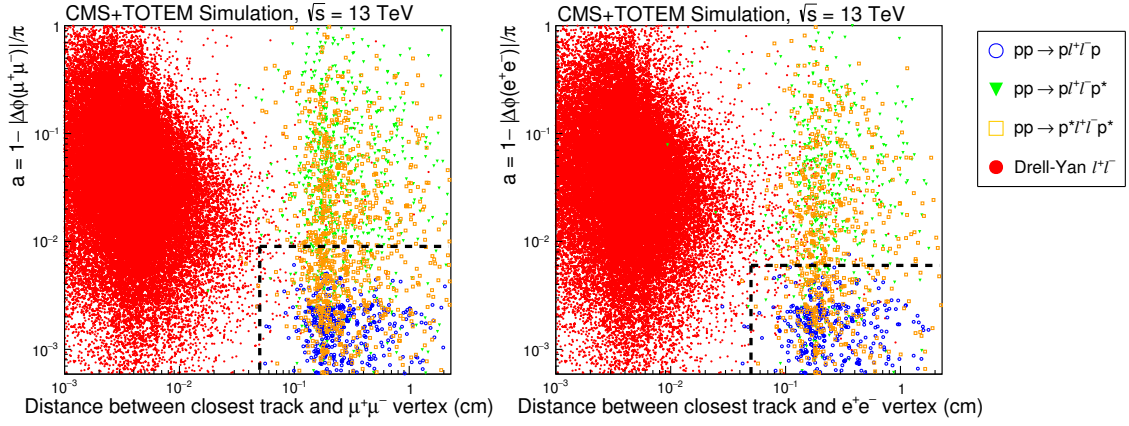 CMS+TOTEM Simulation, √s = 13 TeV
a = 1 - |Δϕ(μ⁺μ⁻)|/π
1
10⁻¹
10⁻²
10⁻³
10⁻³ 10⁻² 10⁻¹ 1
Distance between closest track and μ⁺μ⁻ vertex (cm)
CMS+TOTEM Simulation, √s = 13 TeV
a = 1 - |Δϕ(e⁺e⁻)|/π
1
10⁻¹
10⁻²
10⁻³
10⁻³ 10⁻² 10⁻¹ 1
Distance between closest track and e⁺e⁻ vertex (cm)
pp → pl⁺l⁻p
pp → pl⁺l⁻p*
pp → p*l⁺l⁻p*
Drell-Yan l⁺l⁻